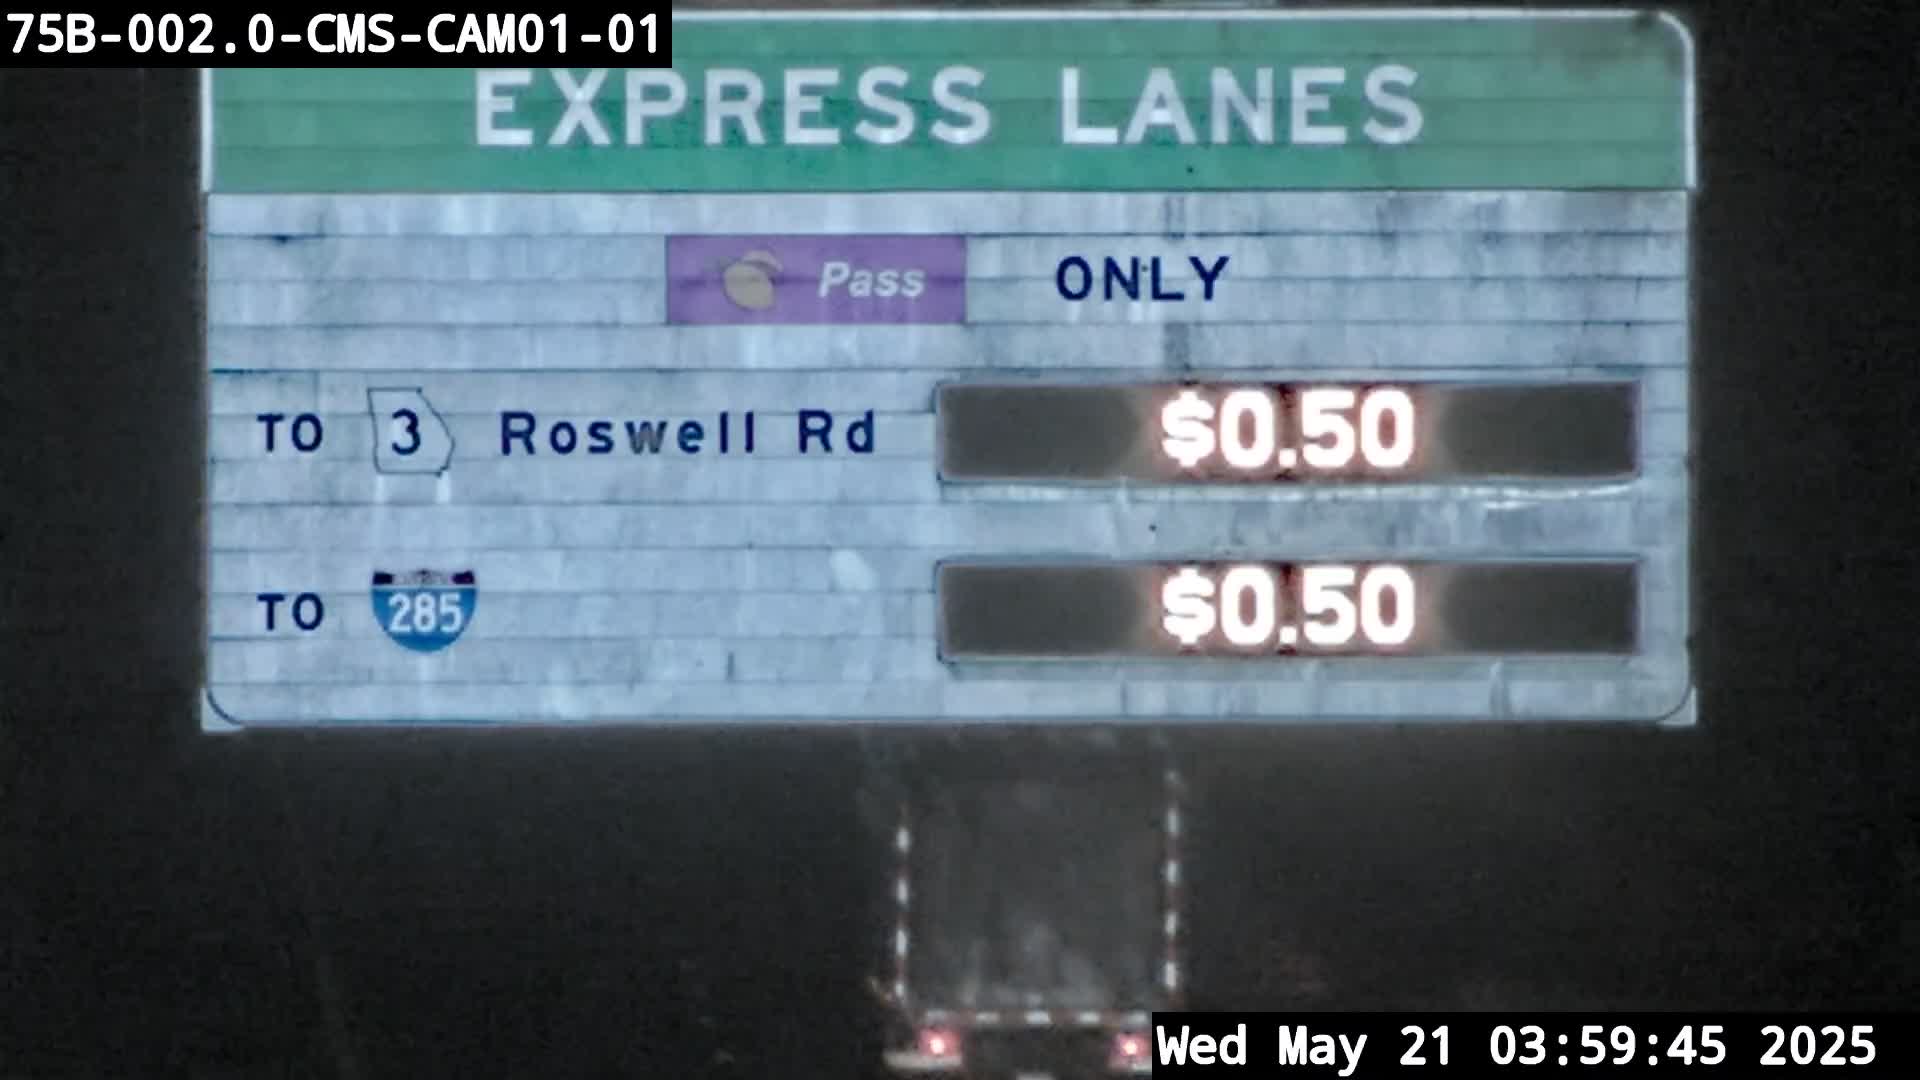 75B-002.0-CMS-CAM01-01
EXPRESS LANES
Pass ONLY
TO 3 Roswell Rd $0.50
TO 285 $0.50
Wed May 21 03:59:45 2025